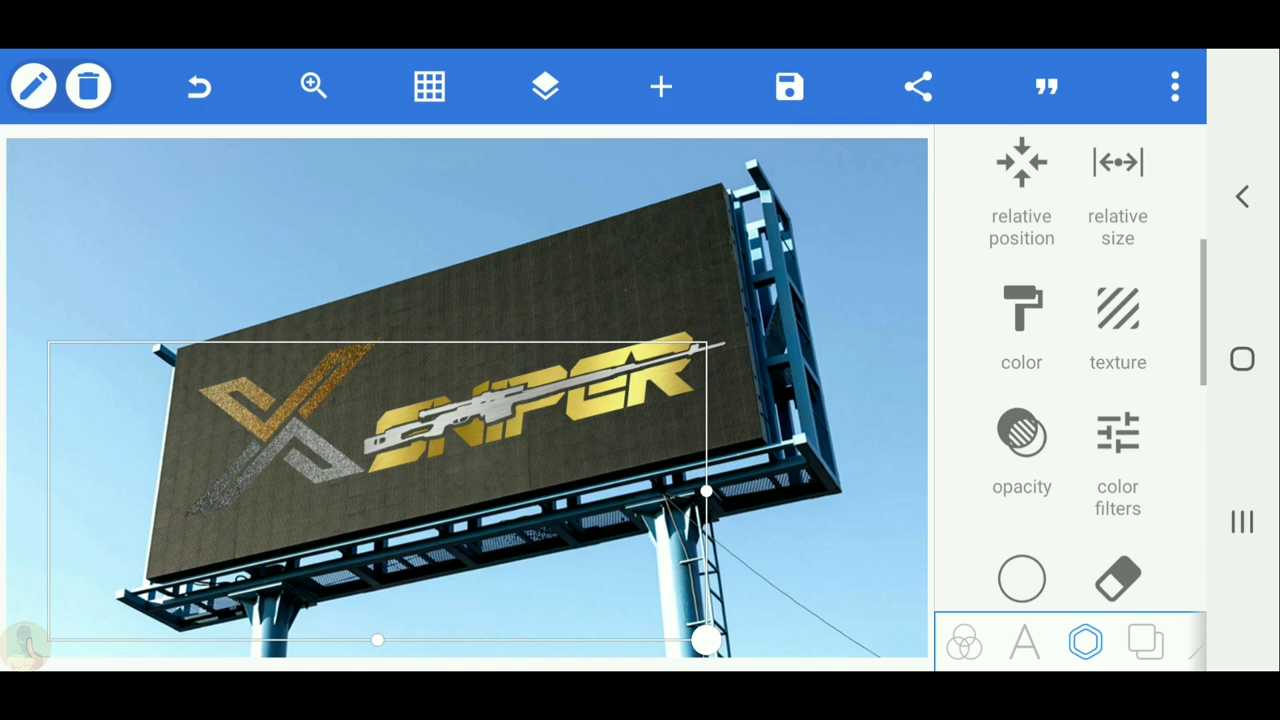 X SNIPER
relative position
relative size
color
texture
opacity
color filters